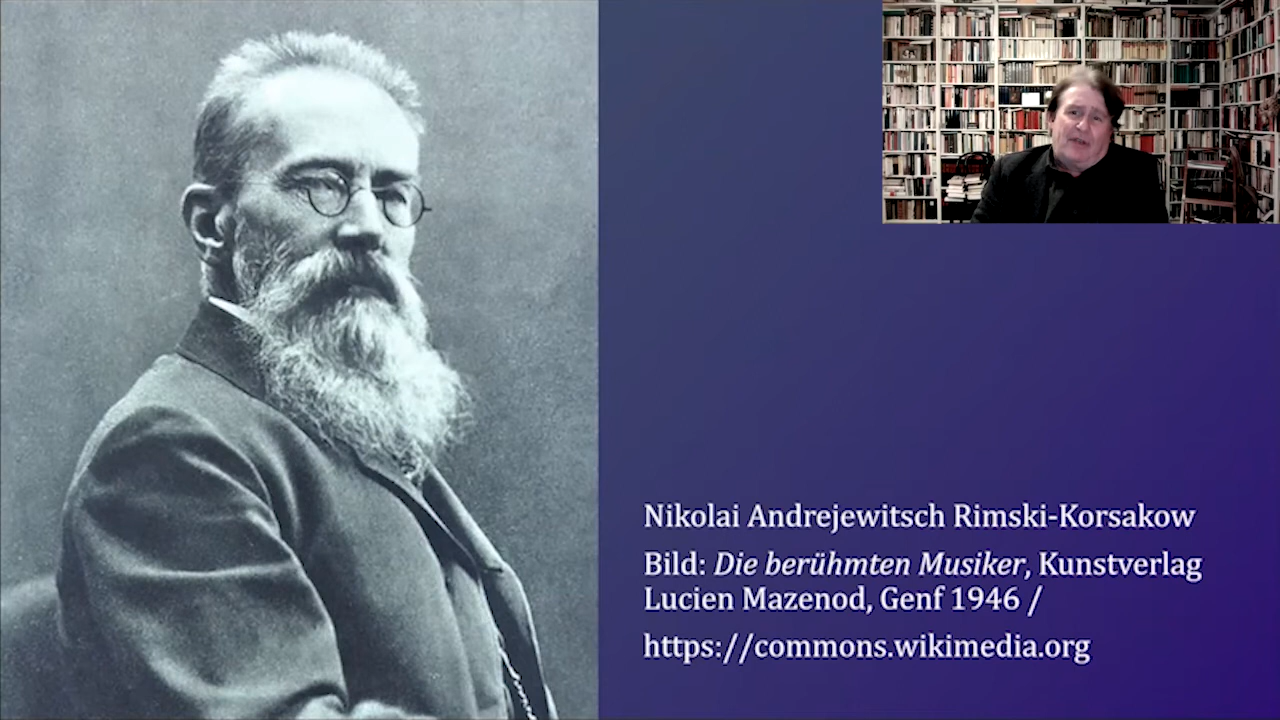 Nikolai Andrejewitsch Rimski-Korsakow
Bild: Die berühmten Musiker, Kunstverlag
Lucien Mazenod, Genf 1946 /
https://commons.wikimedia.org